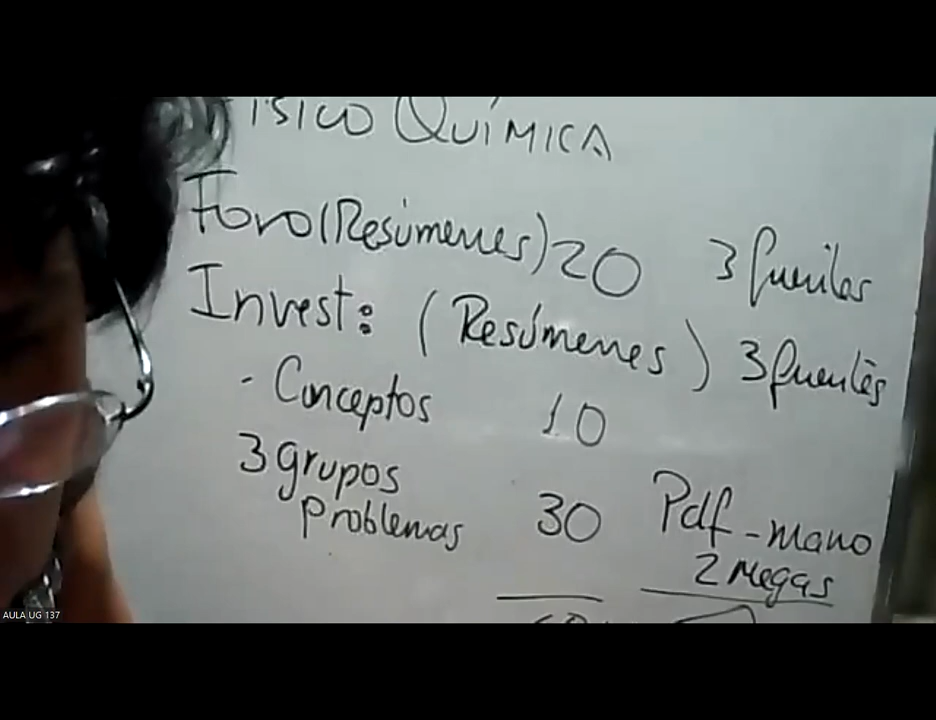 FISICO QUÍMICA
Foro (Resúmenes) 20 3 fuentes
Invest: (Resúmenes) 3 fuentes
- Conceptos 10
3 grupos
Problemas 30 Pdf - mano
2 Megas
AULA UG 137